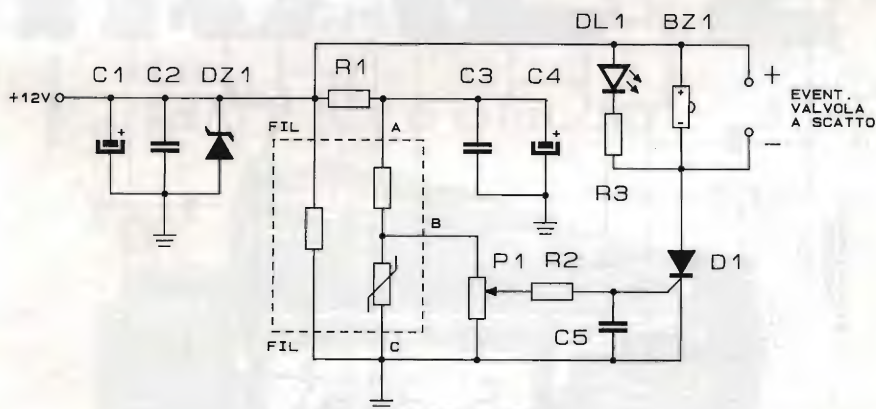 DL1 BZ1
C1 C2 DZ1 R1 C3 C4
+12V
+
EVENT.
VALVOLA
A SCATTO
−
FIL A
+ +
+
-
R3
B
P1 R2 D1
C5
FIL C